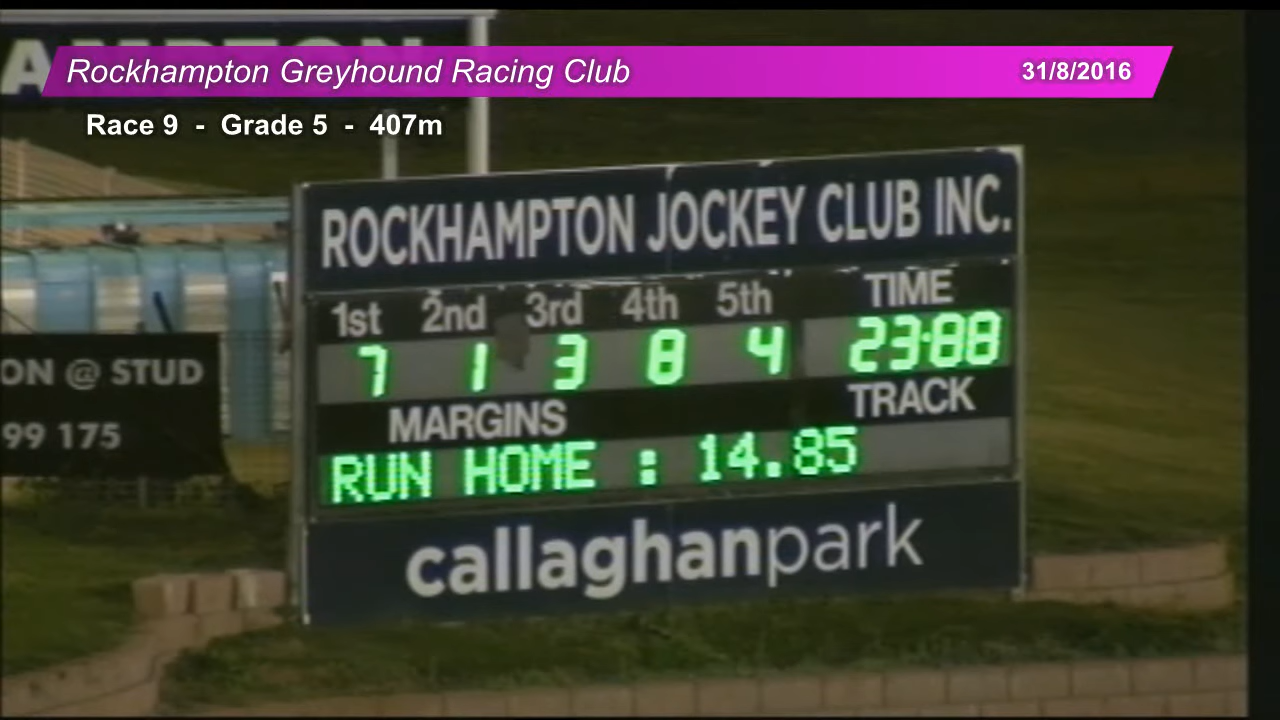 AMPTON
Rockhampton Greyhound Racing Club 31/8/2016
Race 9 - Grade 5 - 407m
ROCKHAMPTON JOCKEY CLUB INC.
1st 2nd 3rd 4th 5th TIME
7 1 3 8 4 23:88
MARGINS TRACK
RUN HOME : 14.85
callaghanpark
ON @ STUD
99 175